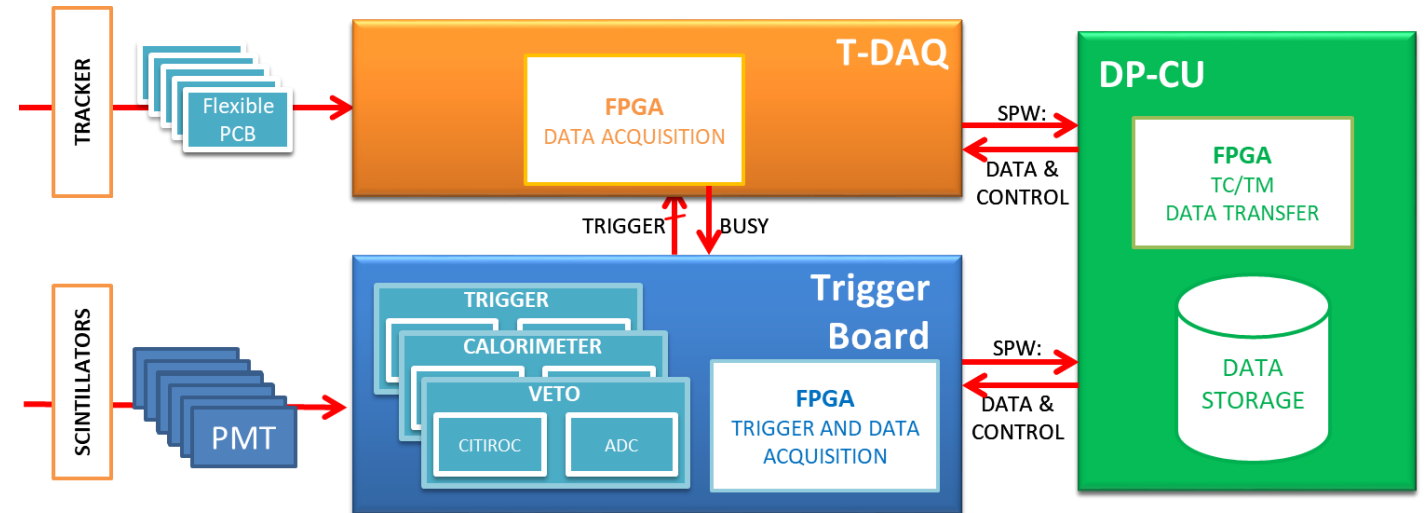 TRACKER
Flexible
PCB
T-DAQ
FPGA
DATA ACQUISITION
SPW:
DATA &
CONTROL
DP-CU
FPGA
TC/TM
DATA TRANSFER
TRIGGER
BUSY
SCINTILLATORS
PMT
Trigger
Board
TRIGGER
CALORIMETER
VETO
CITIROC
ADC
FPGA
TRIGGER AND DATA
ACQUISITION
SPW:
DATA &
CONTROL
DATA
STORAGE